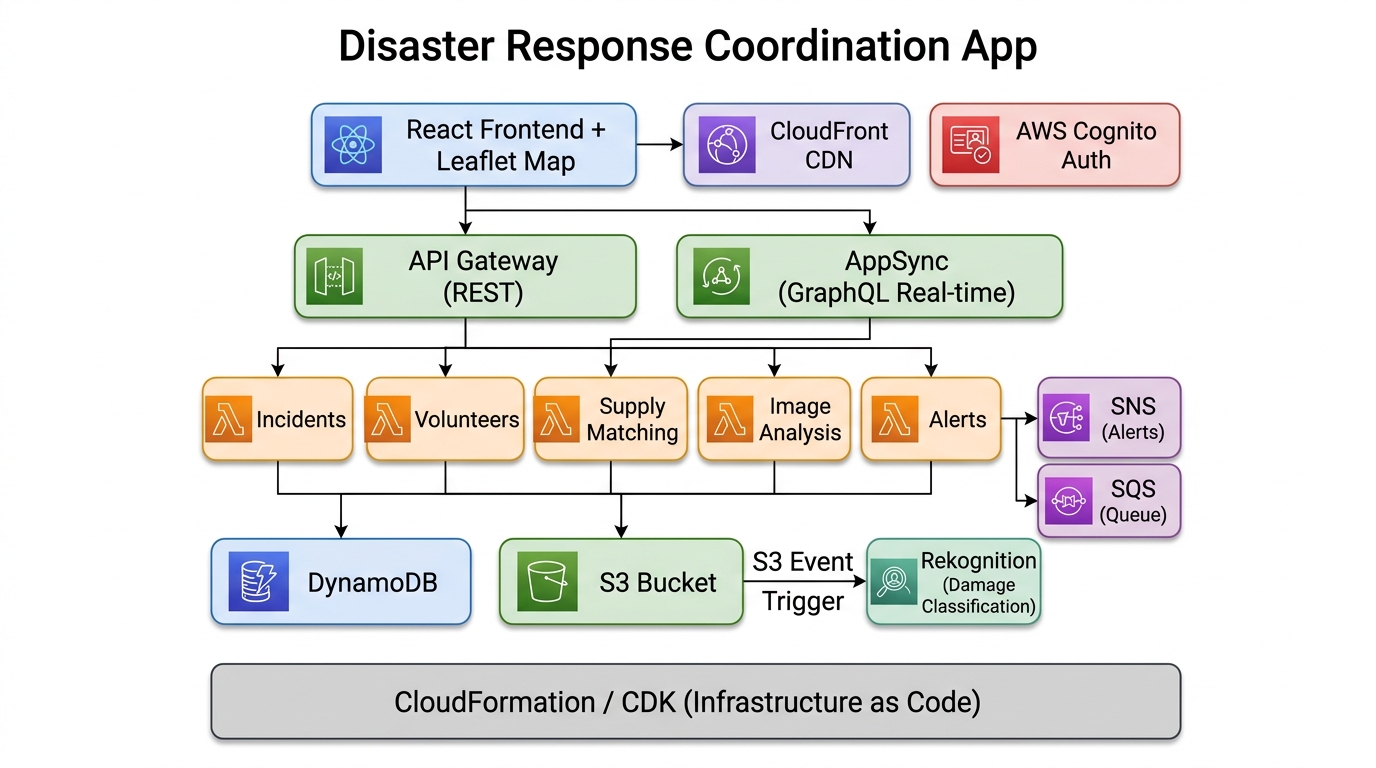 Disaster Response Coordination App
React Frontend +
Leaflet Map
CloudFront
CDN
AWS Cognito
Auth
API Gateway
(REST)
AppSync
(GraphQL Real-time)
Incidents
Volunteers
Supply
Matching
Image
Analysis
Alerts
SNS
(Alerts)
SQS
(Queue)
DynamoDB
S3 Bucket
S3 Event
Trigger
Rekognition
(Damage
Classification)
CloudFormation / CDK (Infrastructure as Code)